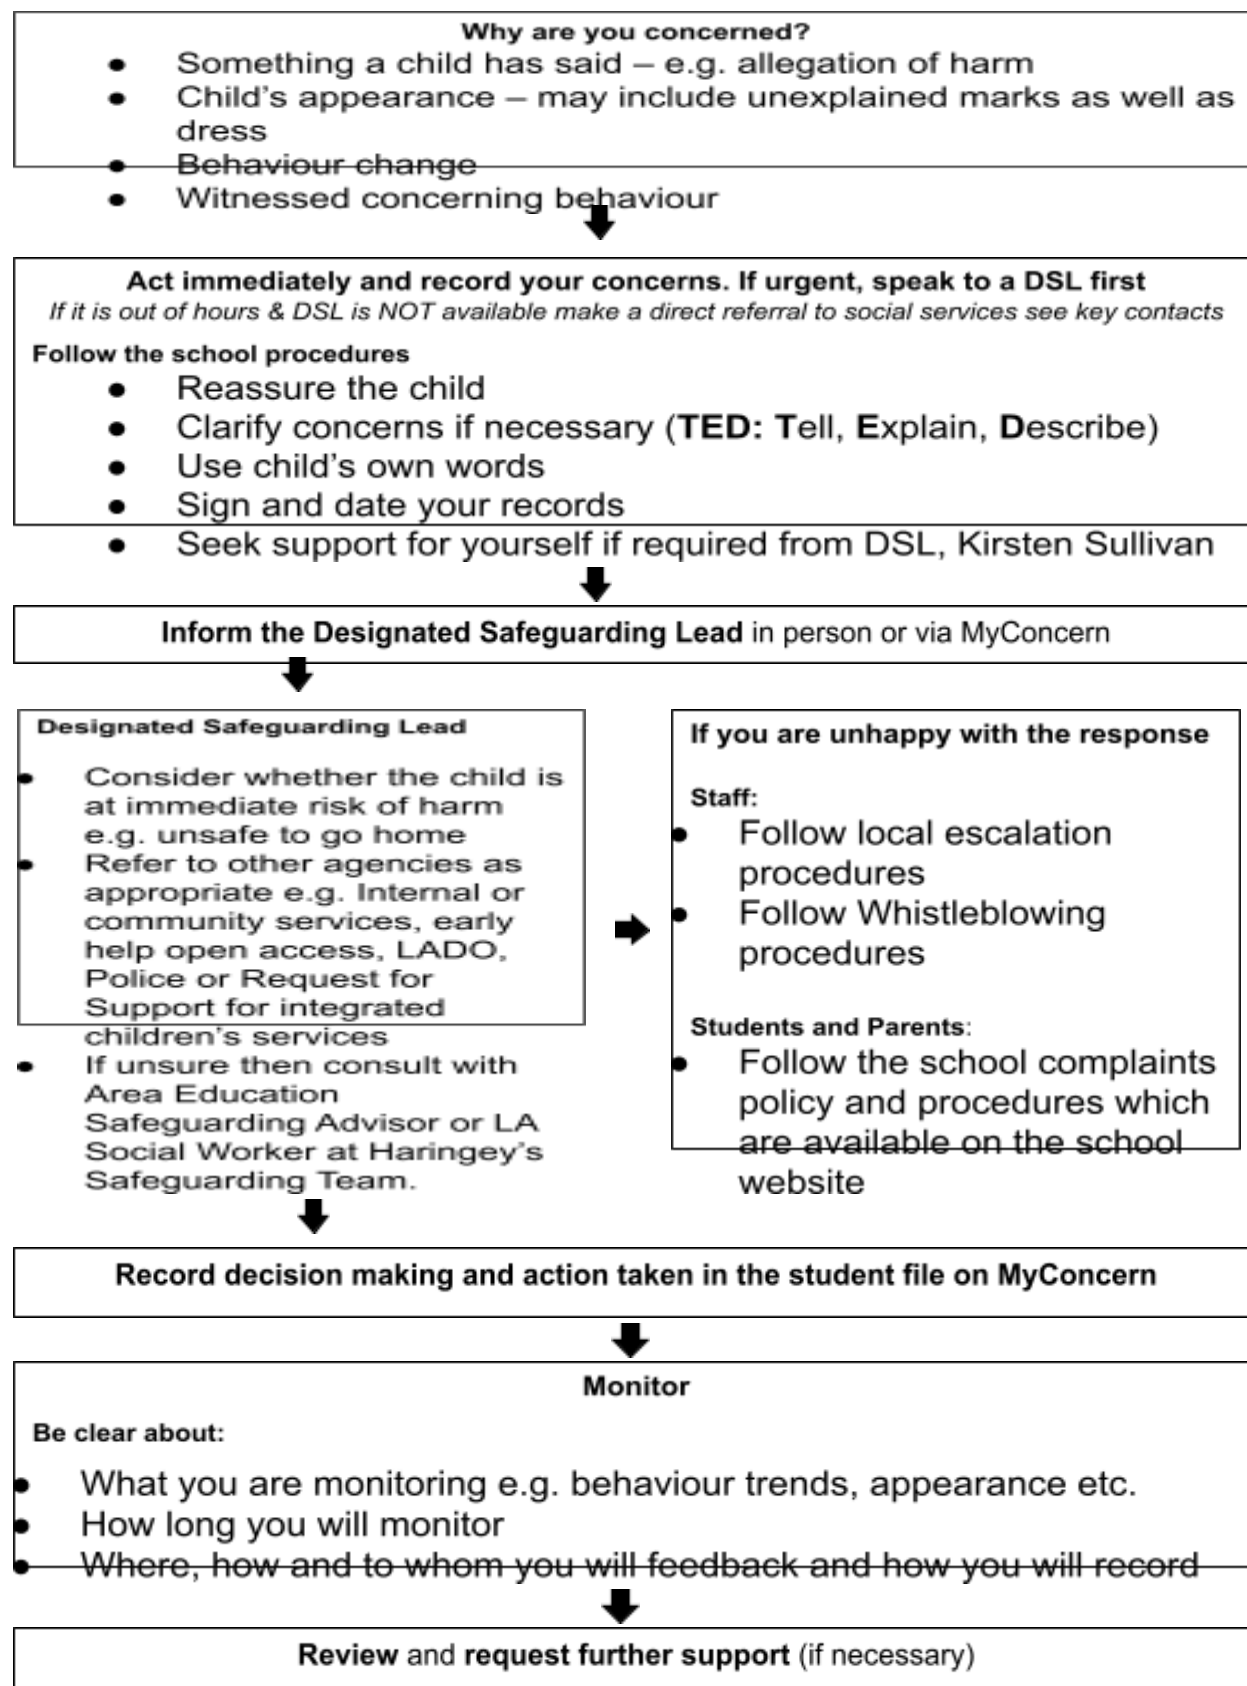 Why are you concerned?
● Something a child has said – e.g. allegation of harm
● Child's appearance – may include unexplained marks as well as
dress
● Behaviour change
● Witnessed concerning behaviour
Act immediately and record your concerns. If urgent, speak to a DSL first
If it is out of hours & DSL is NOT available make a direct referral to social services see key contacts
Follow the school procedures
● Reassure the child
● Clarify concerns if necessary (TED: Tell, Explain, Describe)
● Use child's own words
● Sign and date your records
● Seek support for yourself if required from DSL, Kirsten Sullivan
Inform the Designated Safeguarding Lead in person or via MyConcern
Designated Safeguarding Lead
● Consider whether the child is
at immediate risk of harm
e.g. unsafe to go home
● Refer to other agencies as
appropriate e.g. Internal or
community services, early
help open access, LADO,
Police or Request for
Support for integrated
children's services
● If unsure then consult with
Area Education
Safeguarding Advisor or LA
Social Worker at Haringey's
Safeguarding Team.
If you are unhappy with the response
Staff:
● Follow local escalation
procedures
● Follow Whistleblowing
procedures
Students and Parents:
● Follow the school complaints
policy and procedures which
are available on the school
website
Record decision making and action taken in the student file on MyConcern
Monitor
Be clear about:
● What you are monitoring e.g. behaviour trends, appearance etc.
● How long you will monitor
● Where, how and to whom you will feedback and how you will record
Review and request further support (if necessary)